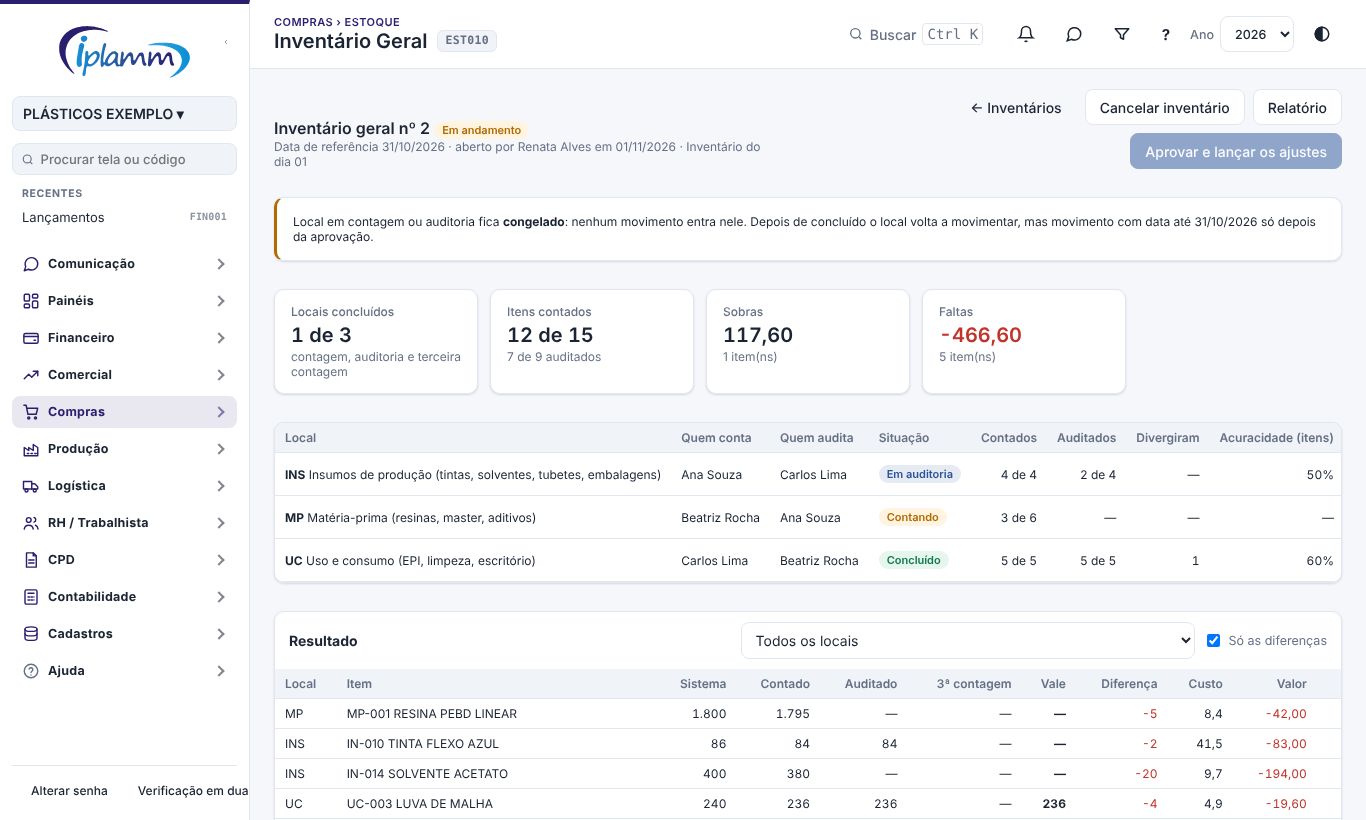 iplamm
PLÁSTICOS EXEMPLO ▾
Procurar tela ou código
RECENTES
Lançamentos FIN001
Comunicação
Painéis
Financeiro
Comercial
Compras
Produção
Logística
RH / Trabalhista
CPD
Contabilidade
Cadastros
Ajuda
Alterar senha Verificação em dua
COMPRAS › ESTOQUE
Inventário Geral EST010
Buscar Ctrl K
? Ano 2026
← Inventários Cancelar inventário Relatório
Aprovar e lançar os ajustes
Inventário geral nº 2 Em andamento
Data de referência 31/10/2026 · aberto por Renata Alves em 01/11/2026 · Inventário do
dia 01
Local em contagem ou auditoria fica congelado: nenhum movimento entra nele. Depois de concluído o local volta a movimentar, mas movimento com data até 31/10/2026 só depois
da aprovação.
Locais concluídos
1 de 3
contagem, auditoria e terceira
contagem
Itens contados
12 de 15
7 de 9 auditados
Sobras
117,60
1 item(ns)
Faltas
-466,60
5 item(ns)
Local Quem conta Quem audita Situação Contados Auditados Divergiram Acuracidade (itens)
INS Insumos de produção (tintas, solventes, tubetes, embalagens) Ana Souza Carlos Lima Em auditoria 4 de 4 2 de 4 — 50%
MP Matéria-prima (resinas, master, aditivos) Beatriz Rocha Ana Souza Contando 3 de 6 — — —
UC Uso e consumo (EPI, limpeza, escritório) Carlos Lima Beatriz Rocha Concluído 5 de 5 5 de 5 1 60%
Resultado Todos os locais Só as diferenças
Local Item Sistema Contado Auditado 3ª contagem Vale Diferença Custo Valor
MP MP-001 RESINA PEBD LINEAR 1.800 1.795 — — — -5 8,4 -42,00
INS IN-010 TINTA FLEXO AZUL 86 84 84 — — -2 41,5 -83,00
INS IN-014 SOLVENTE ACETATO 400 380 — — — -20 9,7 -194,00
UC UC-003 LUVA DE MALHA 240 236 236 — 236 -4 4,9 -19,60